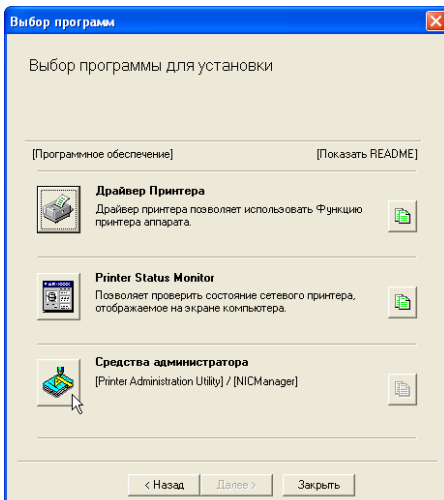 Выбор программ
Выбор программы для установки
[Программное обеспечение] [Показать README]
Драйвер Принтера
Драйвер принтера позволяет использовать Функцию
принтера аппарата.
Printer Status Monitor
Позволяет проверить состояние сетевого принтера,
отображаемое на экране компьютера.
Средства администратора
[Printer Administration Utility] / [NICManager]
< Назад Далее > Закрыть